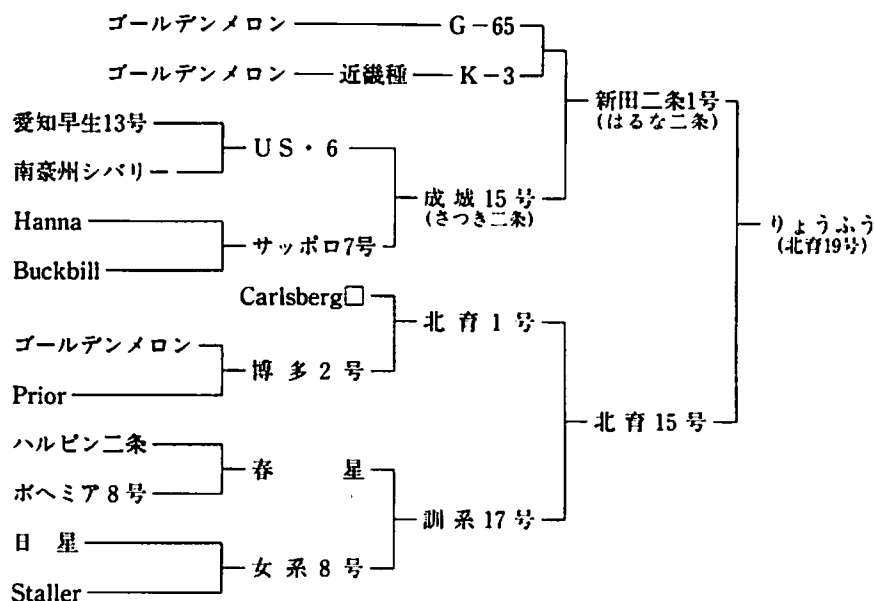 ゴールデンメロン G-65
ゴールデンメロン 近畿種 K-3
新田二条1号
(はるな二条)
愛知早生13号
US・6
南豪州シバリー
成城15号
(さつき二条)
Hanna
サッポロ7号
Buckbill
りょうふう
(北育19号)
Carlsberg□
北育1号
ゴールデンメロン
博多2号
Prior
北育15号
ハルピン二条
春星
ボヘミア8号
訓系17号
日星
女系8号
Staller